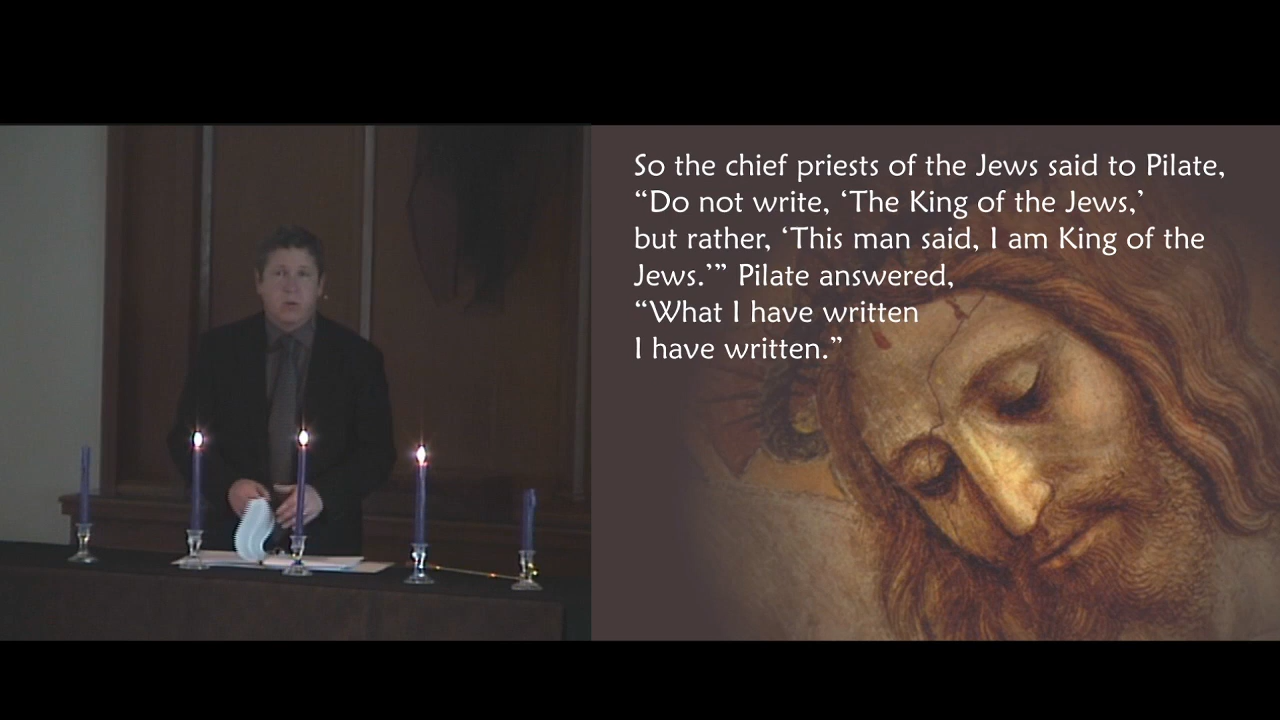 So the chief priests of the Jews said to Pilate,
“Do not write, ‘The King of the Jews,’
but rather, ‘This man said, I am King of the
Jews.’” Pilate answered,
“What I have written
I have written.”